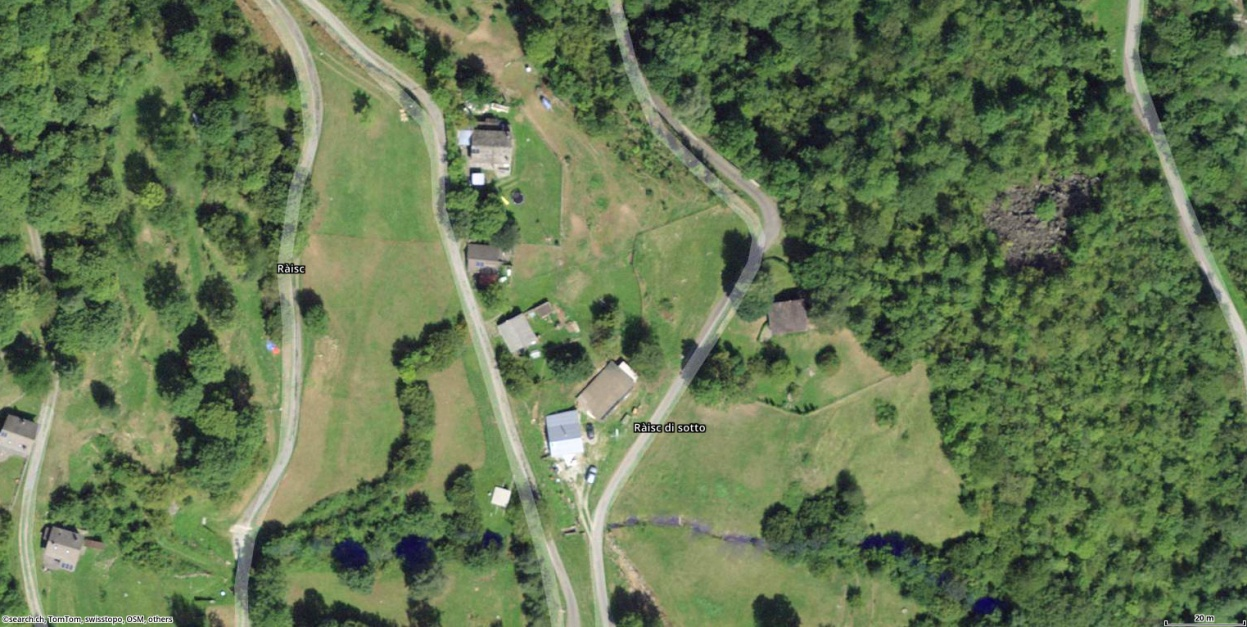 Ràisc
Ràisc di sotto
©search.ch, TomTom, swisstopo, OSM, others
20 m